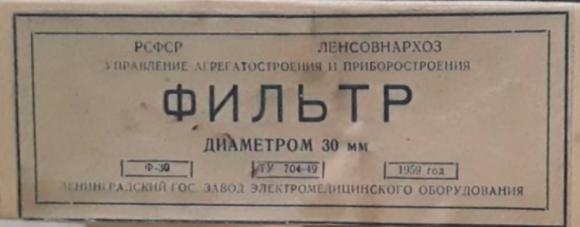 РСФСР ЛЕНСОВНАРХОЗ
УПРАВЛЕНИЕ АГРЕГАТОСТРОЕНИЯ И ПРИБОРОСТРОЕНИЯ
ФИЛЬТР
ДИАМЕТРОМ 30 мм
Ф-30 ТУ 704-49 1959 год
ЛЕНИНГРАДСКИЙ ГОС. ЗАВОД ЭЛЕКТРОМЕДИЦИНСКОГО ОБОРУДОВАНИЯ